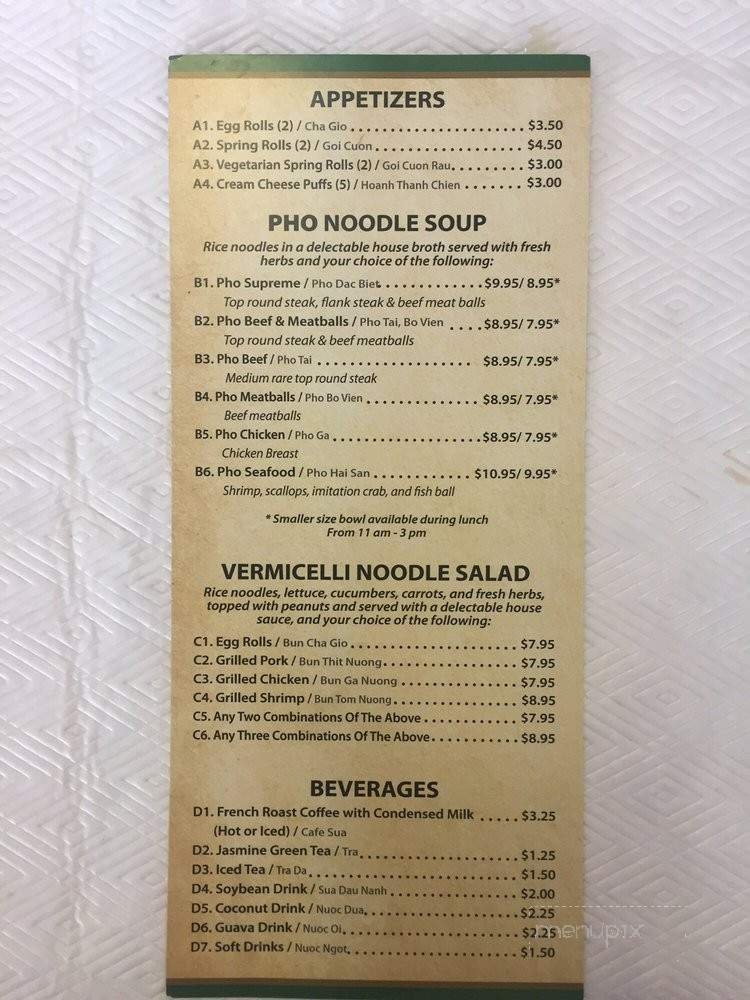 APPETIZERS
A1. Egg Rolls (2) / Cha Gio . . . . . . . . . . . . . . . . . . . . . . . $3.50
A2. Spring Rolls (2) / Goi Cuon . . . . . . . . . . . . . . . . . . . . $4.50
A3. Vegetarian Spring Rolls (2) / Goi Cuon Rau. . . . . . . . . $3.00
A4. Cream Cheese Puffs (5) / Hoanh Thanh Chien . . . . . . . $3.00
PHO NOODLE SOUP
Rice noodles in a delectable house broth served with fresh
herbs and your choice of the following:
B1. Pho Supreme / Pho Dac Biet . . . . . . . . . . . . . $9.95/ 8.95*
Top round steak, flank steak & beef meat balls
B2. Pho Beef & Meatballs / Pho Tai, Bo Vien . . . . $8.95/ 7.95*
Top round steak & beef meatballs
B3. Pho Beef / Pho Tai . . . . . . . . . . . . . . . . . . . . $8.95/ 7.95*
Medium rare top round steak
B4. Pho Meatballs / Pho Bo Vien . . . . . . . . . . . . . . . $8.95/ 7.95*
Beef meatballs
B5. Pho Chicken / Pho Ga . . . . . . . . . . . . . . . . . . . . $8.95/ 7.95*
Chicken Breast
B6. Pho Seafood / Pho Hai San . . . . . . . . . . . . . $10.95/ 9.95*
Shrimp, scallops, imitation crab, and fish ball
* Smaller size bowl available during lunch
From 11 am - 3 pm
VERMICELLI NOODLE SALAD
Rice noodles, lettuce, cucumbers, carrots, and fresh herbs,
topped with peanuts and served with a delectable house
sauce, and your choice of the following:
C1. Egg Rolls / Bun Cha Gio . . . . . . . . . . . . . . . . . . . . . . $7.95
C2. Grilled Pork / Bun Thit Nuong. . . . . . . . . . . . . . . . . . $7.95
C3. Grilled Chicken / Bun Ga Nuong . . . . . . . . . . . . . . . . $7.95
C4. Grilled Shrimp / Bun Tom Nuong. . . . . . . . . . . . . . . . . $8.95
C5. Any Two Combinations Of The Above . . . . . . . . . . . . . $7.95
C6. Any Three Combinations Of The Above. . . . . . . . . . . . $8.95
BEVERAGES
D1. French Roast Coffee with Condensed Milk . . . . . $3.25
(Hot or Iced) / Cafe Sua
D2. Jasmine Green Tea / Tra. . . . . . . . . . . . . . . . . . . . . $1.25
D3. Iced Tea / Tra Da. . . . . . . . . . . . . . . . . . . . . . . . . . . $1.50
D4. Soybean Drink / Sua Dau Nanh . . . . . . . . . . . . . . . . . $2.00
D5. Coconut Drink / Nuoc Dua. . . . . . . . . . . . . . . . . . . . $2.25
D6. Guava Drink / Nuoc Oi. . . . . . . . . . . . . . . . . . . . . . . $2.25
D7. Soft Drinks / Nuoc Ngot. . . . . . . . . . . . . . . . . . . . . . $1.50
menupix